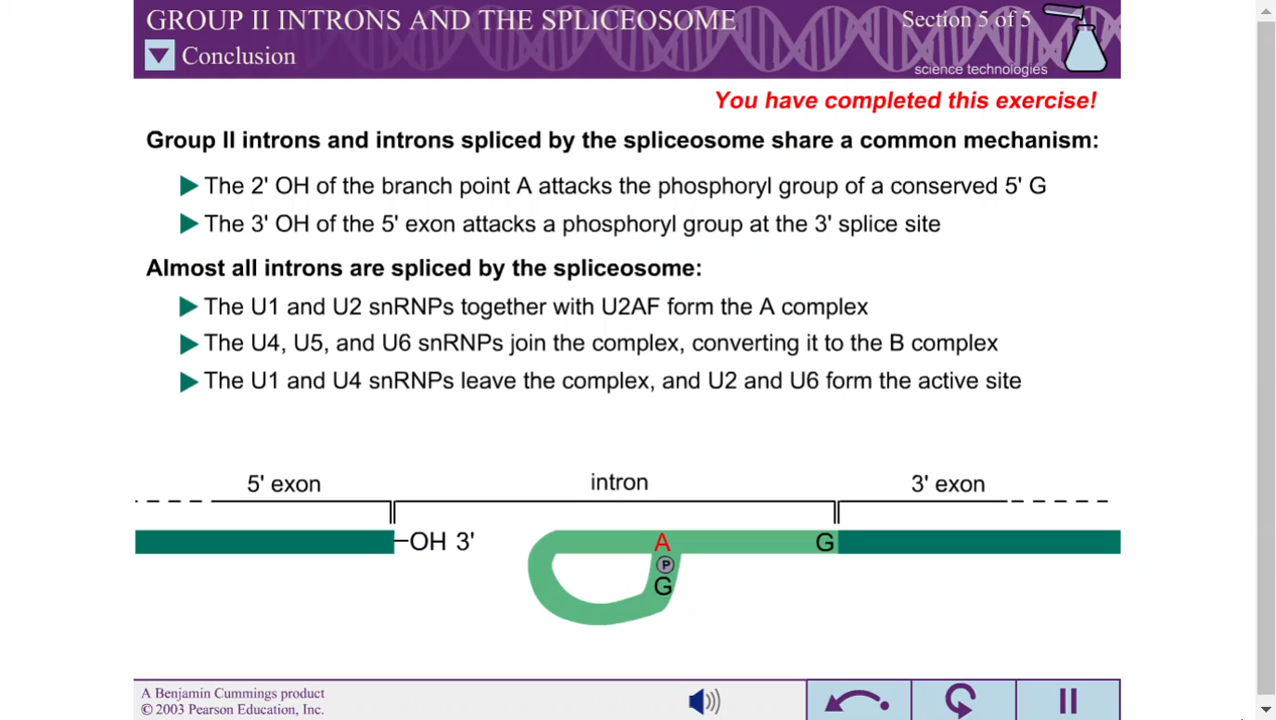 GROUP II INTRONS AND THE SPLICEOSOME
Section 5 of 5
Conclusion
science technologies
You have completed this exercise!
Group II introns and introns spliced by the spliceosome share a common mechanism:
The 2' OH of the branch point A attacks the phosphoryl group of a conserved 5' G
The 3' OH of the 5' exon attacks a phosphoryl group at the 3' splice site
Almost all introns are spliced by the spliceosome:
The U1 and U2 snRNPs together with U2AF form the A complex
The U4, U5, and U6 snRNPs join the complex, converting it to the B complex
The U1 and U4 snRNPs leave the complex, and U2 and U6 form the active site
5' exon
intron
3' exon
OH 3'
A
G
P
G
A Benjamin Cummings product
© 2003 Pearson Education, Inc.